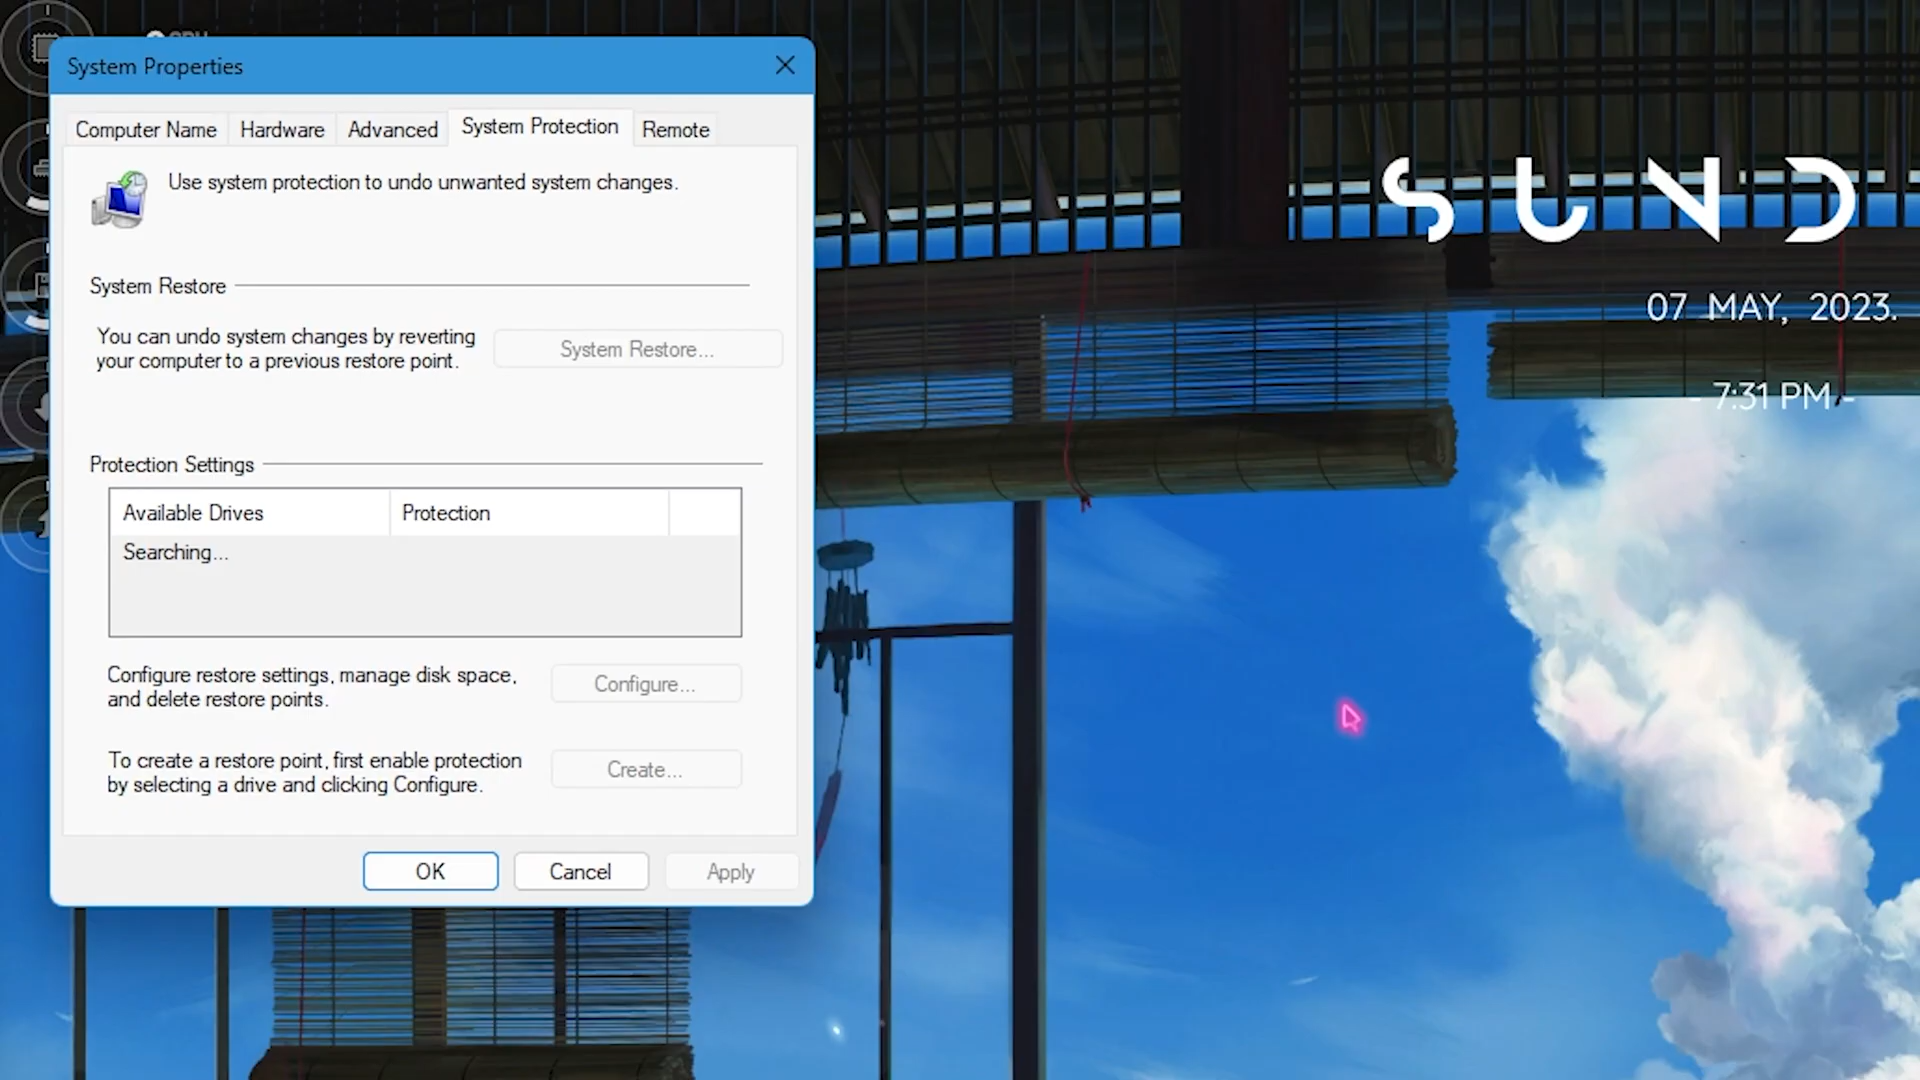 System Properties
Computer Name
Hardware
Advanced
System Protection
Remote
Use system protection to undo unwanted system changes.
System Restore
You can undo system changes by reverting
your computer to a previous restore point.
System Restore...
Protection Settings
Available Drives
Protection
Searching...
Configure restore settings, manage disk space,
and delete restore points.
Configure...
To create a restore point, first enable protection
by selecting a drive and clicking Configure.
Create...
OK
Cancel
Apply
SUND
07 MAY, 2023.
- 7:31 PM -